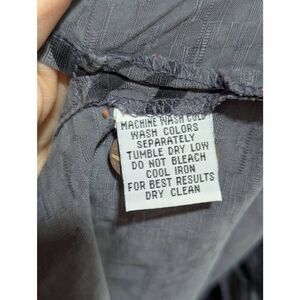 MACHINE WASH COLD
WASH COLORS
SEPARATELY
TUMBLE DRY LOW
DO NOT BLEACH
COOL IRON
FOR BEST RESULTS
DRY CLEAN